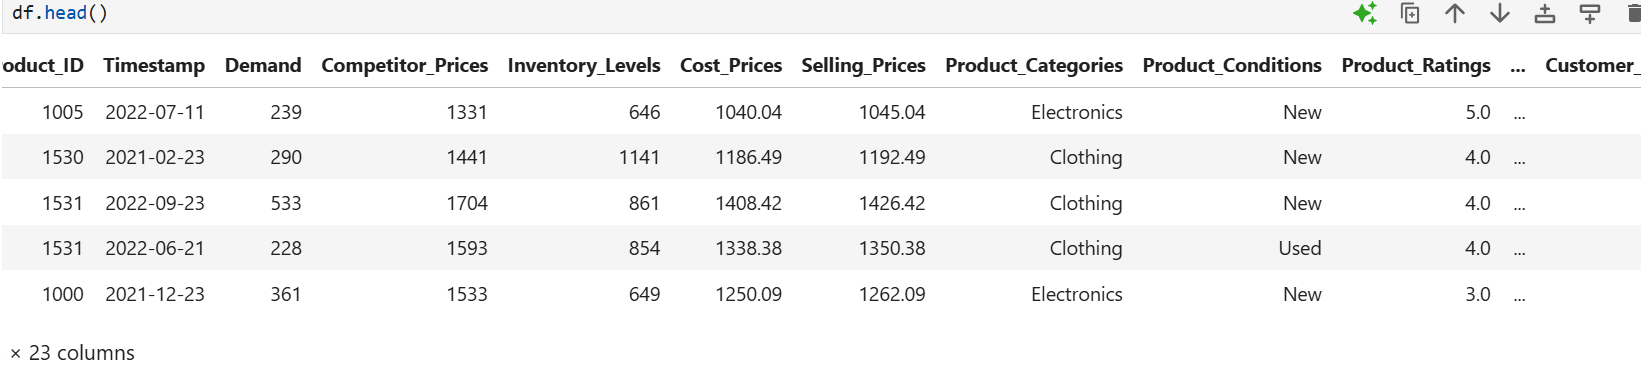 df.head()
oduct_ID Timestamp Demand Competitor_Prices Inventory_Levels Cost_Prices Selling_Prices Product_Categories Product_Conditions Product_Ratings ... Customer_
1005 2022-07-11 239 1331 646 1040.04 1045.04 Electronics New 5.0 ...
1530 2021-02-23 290 1441 1141 1186.49 1192.49 Clothing New 4.0 ...
1531 2022-09-23 533 1704 861 1408.42 1426.42 Clothing New 4.0 ...
1531 2022-06-21 228 1593 854 1338.38 1350.38 Clothing Used 4.0 ...
1000 2021-12-23 361 1533 649 1250.09 1262.09 Electronics New 3.0 ...
× 23 columns